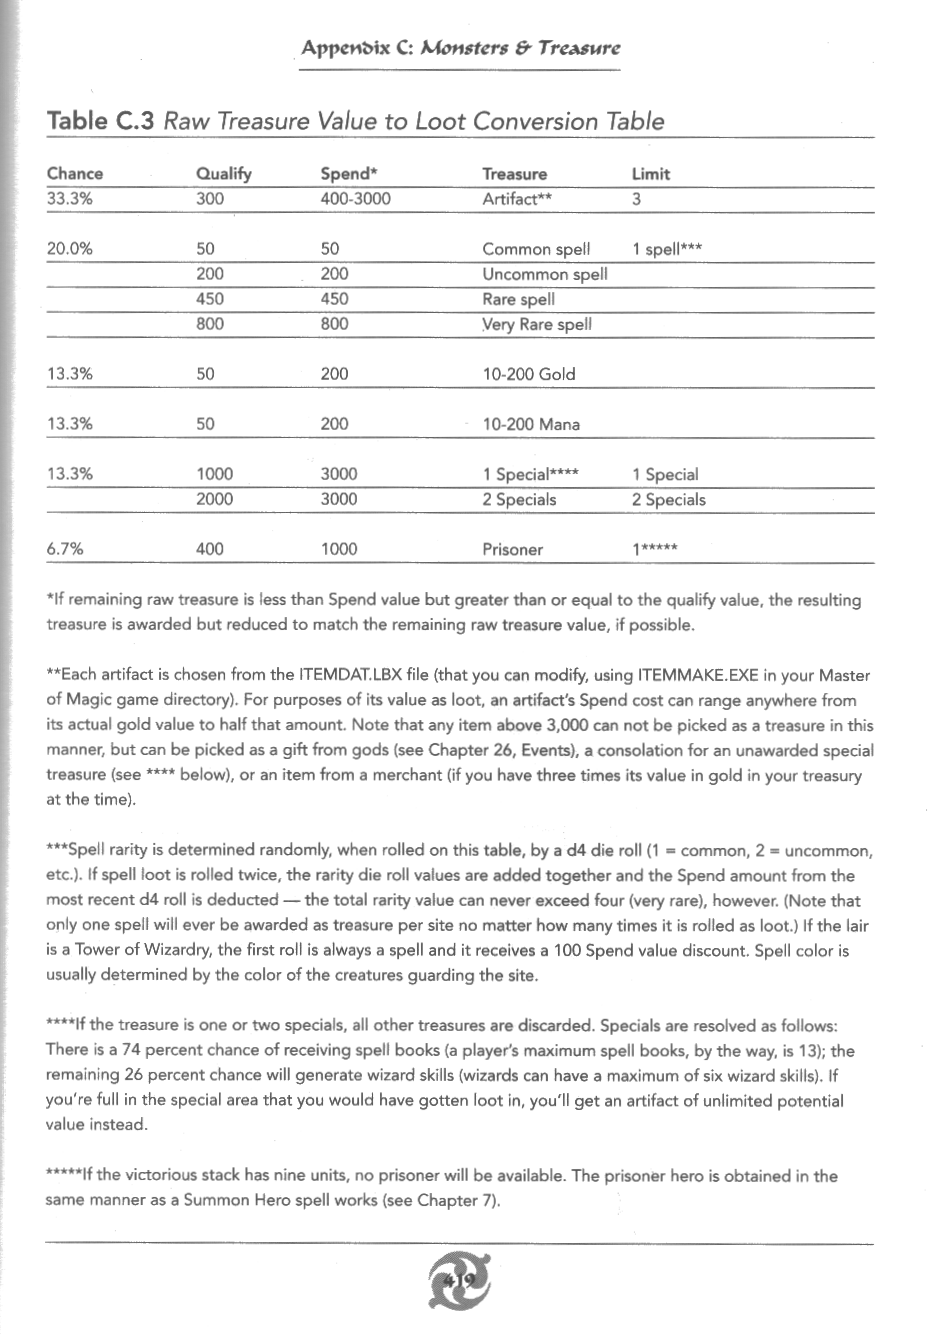 Appendix C: Monsters & Treasure
Table C.3 Raw Treasure Value to Loot Conversion Table
Chance Qualify Spend* Treasure Limit
33.3% 300 400-3000 Artifact** 3
20.0% 50 50 Common spell 1 spell***
200 200 Uncommon spell
450 450 Rare spell
800 800 Very Rare spell
13.3% 50 200 10-200 Gold
13.3% 50 200 10-200 Mana
13.3% 1000 3000 1 Special**** 1 Special
2000 3000 2 Specials 2 Specials
6.7% 400 1000 Prisoner 1*****
*If remaining raw treasure is less than Spend value but greater than or equal to the qualify value, the resulting
treasure is awarded but reduced to match the remaining raw treasure value, if possible.
**Each artifact is chosen from the ITEMDAT.LBX file (that you can modify, using ITEMMAKE.EXE in your Master
of Magic game directory). For purposes of its value as loot, an artifact's Spend cost can range anywhere from
its actual gold value to half that amount. Note that any item above 3,000 can not be picked as a treasure in this
manner, but can be picked as a gift from gods (see Chapter 26, Events), a consolation for an unawarded special
treasure (see **** below), or an item from a merchant (if you have three times its value in gold in your treasury
at the time).
***Spell rarity is determined randomly, when rolled on this table, by a d4 die roll (1 = common, 2 = uncommon,
etc.). If spell loot is rolled twice, the rarity die roll values are added together and the Spend amount from the
most recent d4 roll is deducted — the total rarity value can never exceed four (very rare), however. (Note that
only one spell will ever be awarded as treasure per site no matter how many times it is rolled as loot.) If the lair
is a Tower of Wizardry, the first roll is always a spell and it receives a 100 Spend value discount. Spell color is
usually determined by the color of the creatures guarding the site.
****If the treasure is one or two specials, all other treasures are discarded. Specials are resolved as follows:
There is a 74 percent chance of receiving spell books (a player's maximum spell books, by the way, is 13); the
remaining 26 percent chance will generate wizard skills (wizards can have a maximum of six wizard skills). If
you're full in the special area that you would have gotten loot in, you'll get an artifact of unlimited potential
value instead.
*****If the victorious stack has nine units, no prisoner will be available. The prisoner hero is obtained in the
same manner as a Summon Hero spell works (see Chapter 7).
419